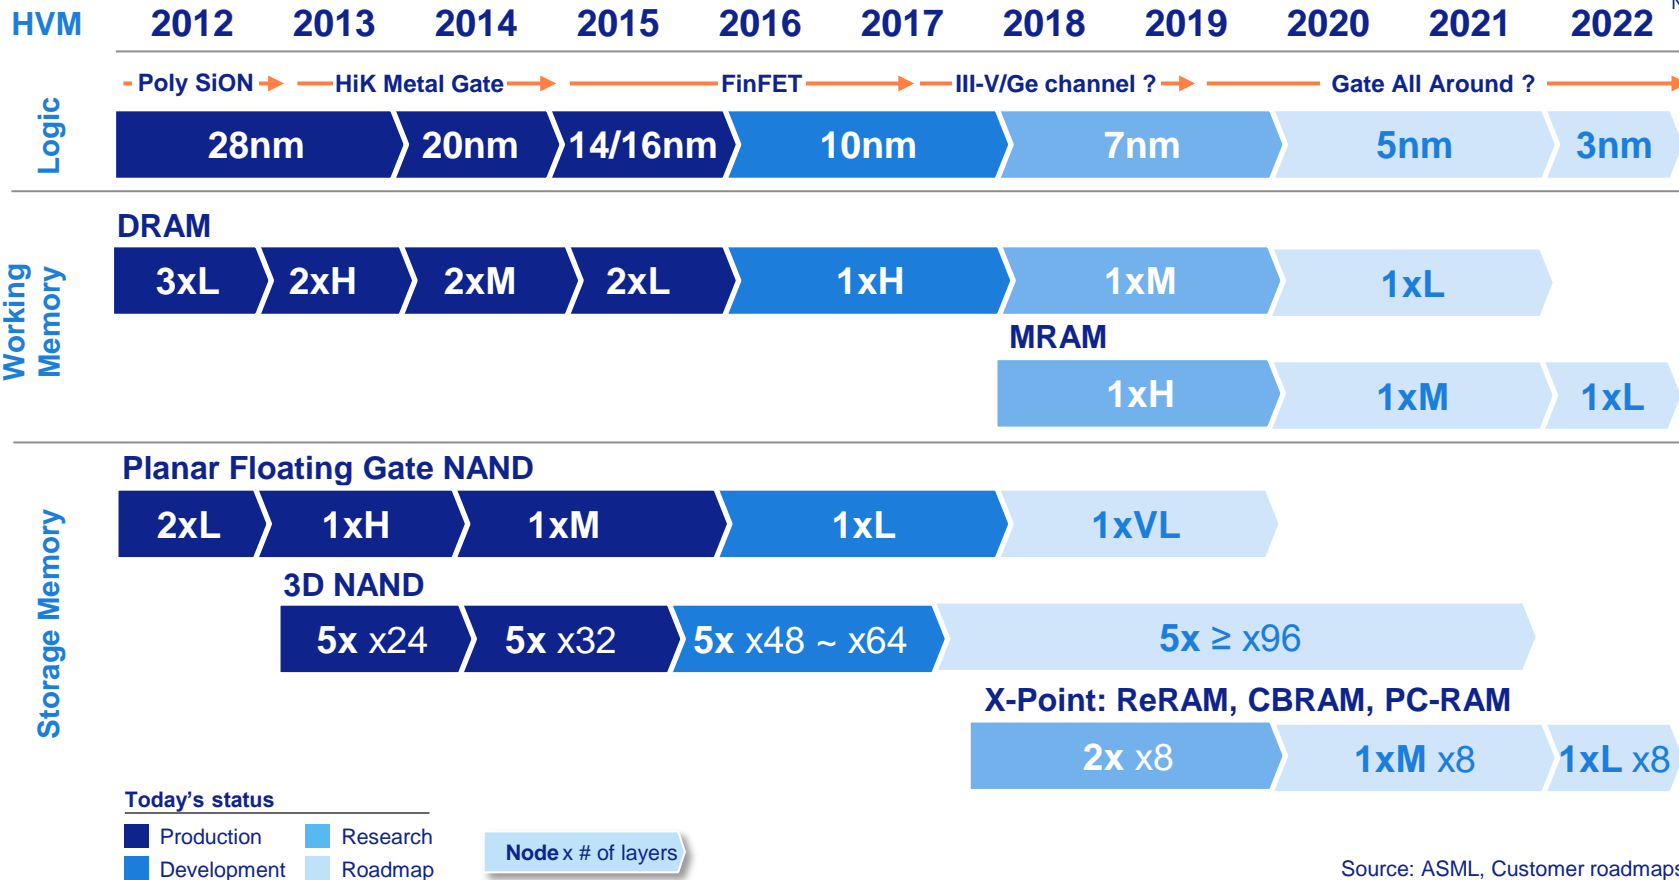 HVM 2012 2013 2014 2015 2016 2017 2018 2019 2020 2021 2022
Poly SiON HiK Metal Gate FinFET III-V/Ge channel ? Gate All Around ?
Logic
28nm 20nm 14/16nm 10nm 7nm 5nm 3nm
Working
Memory
DRAM
3xL 2xH 2xM 2xL 1xH 1xM 1xL
MRAM
1xH 1xM 1xL
Storage Memory
Planar Floating Gate NAND
2xL 1xH 1xM 1xL 1xVL
3D NAND
5x x24 5x x32 5x x48 ~ x64 5x ≥ x96
X-Point: ReRAM, CBRAM, PC-RAM
2x x8 1xM x8 1xL x8
Today's status
Production Research
Development Roadmap
Node x # of layers
Source: ASML, Customer roadmaps